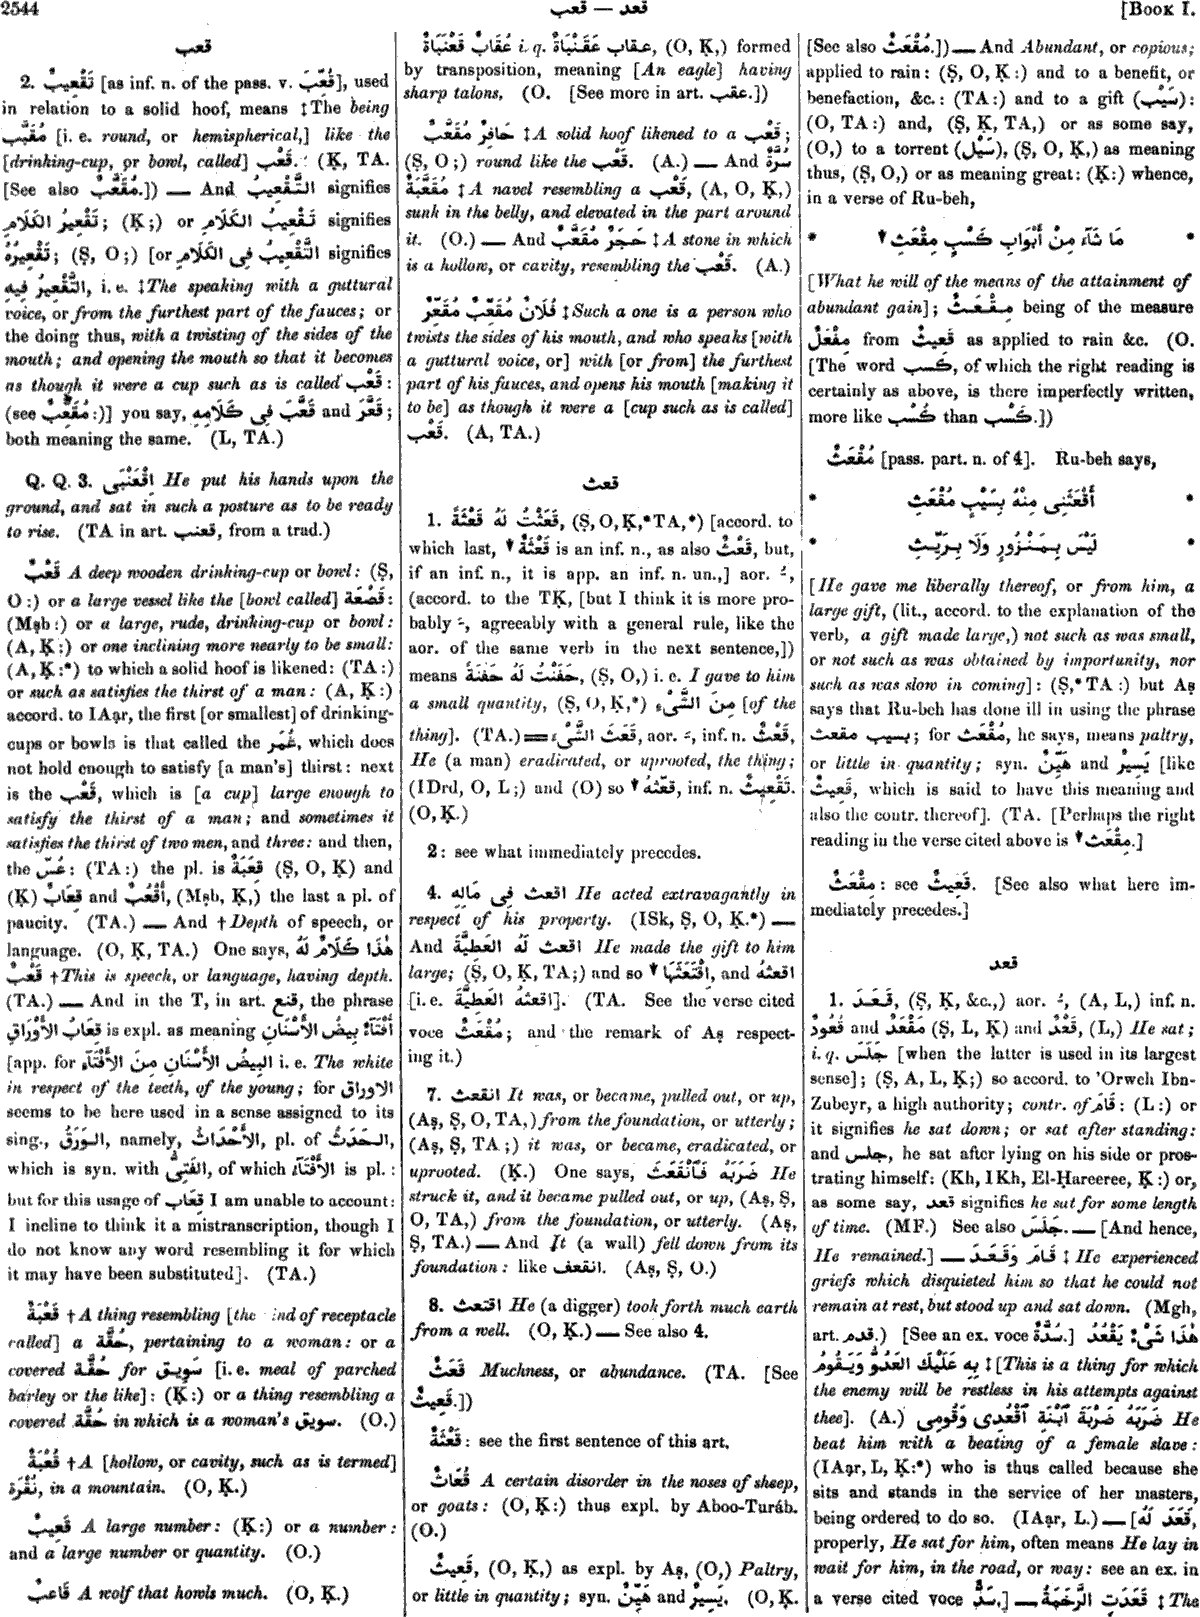 2544
قعب — قعد
[BOOK I.
قعب
2. تَقْعِيبٌ [as inf. n. of the pass. v. قُعِّبَ], used
in relation to a solid hoof, means ‡The being
مُقَبَّب [i. e. round, or hemispherical,] like the
[drinking-cup, or bowl, called] قَعْب. (Ḳ, TA.
[See also مُقَعَّبٌ.]) — And التَّقْعِيبُ signifies
تَقْعِيرُ الكَلَامِ; (Ḳ;) or تَقْعِيبُ الكَلَامِ signifies
تَقْعِيرُهُ; (Ṣ, O;) [or التَّقْعِيبُ فِى الكَلَامِ signifies
التَّقْعِيرُ فِيهِ, i. e. ‡The speaking with a guttural
voice, or from the furthest part of the fauces; or
the doing thus, with a twisting of the sides of the
mouth; and opening the mouth so that it becomes
as though it were a cup such as is called قَعْب:
(see مُقَعِّبٌ:)] you say, قَعَّبَ فِى كَلَامِهِ and قَعَّرَ;
both meaning the same. (L, TA.)
Q. Q. 3. اِقْعَنْبَى He put his hands upon the
ground, and sat in such a posture as to be ready
to rise. (TA in art. قعنب, from a trad.)
قَعْبٌ A deep wooden drinking-cup or bowl: (Ṣ,
O:) or a large vessel like the [bowl called] قَصْعَة:
(Mṣb:) or a large, rude, drinking-cup or bowl:
(A, Ḳ:) or one inclining more nearly to be small:
(A, Ḳ:*) to which a solid hoof is likened: (TA:)
or such as satisfies the thirst of a man: (A, Ḳ:)
accord. to IAạr, the first [or smallest] of drinking-
cups or bowls is that called the غُمَر, which does
not hold enough to satisfy [a man's] thirst: next
is the قَعْب, which is [a cup] large enough to
satisfy the thirst of a man; and sometimes it
satisfies the thirst of two men, and three: and then,
the عُسّ: (TA:) the pl. is قِعَبَةٌ (Ṣ, O, Ḳ) and
(Ḳ) قِعَابٌ and أَقْعُبٌ, (Mṣb, Ḳ,) the last a pl. of
paucity. (TA.) — And † Depth of speech, or
language. (O, Ḳ, TA.) One says, هٰذَا كَلَامٌ لَهُ
قَعْبٌ †This is speech, or language, having depth.
(TA.) — And in the T, in art. قنع, the phrase
قِعَابُ الأَوْرَاقِ is expl. as meaning أَفْتَآءٌ بِيضُ الأَسْنَانِ
[app. for البِيضُ الأَسْنَانِ مِنَ الأَفْتَآءِ i. e. The white
in respect of the teeth, of the young; for الاوراق
seems to be here used in a sense assigned to its
sing., الوَرَقُ, namely, الأَحْدَاثُ, pl. of الحَدَثُ,
which is syn. with الفَتِىُّ, of which الأَفْتَآءُ is pl.:
but for this usage of قِعَاب I am unable to account:
I incline to think it a mistranscription, though I
do not know any word resembling it for which
it may have been substituted]. (TA.)
قَعْبَةٌ † A thing resembling [the kind of receptacle
called] a حُقَّة, pertaining to a woman: or a
covered حُقَّة for سَوِيق [i. e. meal of parched
barley or the like]: (Ḳ:) or a thing resembling a
covered حُقَّة in which is a woman's سويق. (O.)
قُعْبَةٌ † A [hollow, or cavity, such as is termed]
نُقْرَة, in a mountain. (O, Ḳ.)
قَعِيبٌ A large number: (Ḳ:) or a number:
and a large number or quantity. (O.)
قَاعِبٌ A wolf that howls much. (O, Ḳ.)
عُقَابٌ قَعْنَبَاةٌ i. q. عقاب عَقَنْبَاةٌ, (O, Ḳ,) formed
by transposition, meaning [An eagle] having
sharp talons. (O. [See more in art. عقب.])
حَافِرٌ مُقَعَّبٌ ‡A solid hoof likened to a قَعْب;
(Ṣ, O;) round like the قَعْب. (A.) — And سُرَّةٌ
مُقَعَّبَةٌ ‡A navel resembling a قَعْب, (A, O, Ḳ,)
sunk in the belly, and elevated in the part around
it. (O.) — And حَجَرٌ مُقَعَّبٌ ‡A stone in which
is a hollow, or cavity, resembling the قَعْب. (A.)
فُلَانٌ مُقَعِّبٌ مُقَعِّرٌ ‡Such a one is a person who
twists the sides of his mouth, and who speaks [with
a guttural voice, or] with [or from] the furthest
part of his fauces, and opens his mouth [making it
to be] as though it were a [cup such as is called]
قَعْب. (A, TA.)
قعث
1. قَعَثْتُ لَهُ قَعْثَةً, (Ṣ, O, Ḳ,* TA,*) [accord. to
which last, قَعْثَةٌ is an inf. n., as also قَعْثٌ, but,
if an inf. n., it is app. an inf. n. un.,] aor. ـَ,
(accord. to the TḲ, [but I think it is more pro-
bably ـِ, agreeably with a general rule, like the
aor. of the same verb in the next sentence,])
means حَفَنْتُ لَهُ حَفْنَةً, (Ṣ, O,) i. e. I gave to him
a small quantity, (Ṣ, O, Ḳ,*) مِنَ الشَّىْءِ [of the
thing]. (TA.) = قَعَثَ الشَّىْءَ, aor. ـَ, inf. n. قَعْثٌ,
He (a man) eradicated, or uprooted, the thing;
(IDrd, O, L;) and (O) so قعّثهُ, inf. n. تَقْعِيثٌ.
(O, Ḳ.)
2: see what immediately precedes.
4. اقعث فِى مَالِهِ He acted extravagantly in
respect of his property. (ISk, Ṣ, O, Ḳ.*) —
And اقعث لَهُ العَطِيَّةَ He made the gift to him
large; (Ṣ, O, Ḳ, TA;) and so اِقْتَعَثَهَا, and اقعثهُ
[i. e. اقعثهُ العَطِيَّةَ]. (TA. See the verse cited
voce مُقْعَثٌ; and the remark of Aṣ respect-
ing it.)
7. انقعث It was, or became, pulled out, or up,
(Aṣ, Ṣ, O, TA,) from the foundation, or utterly;
(Aṣ, Ṣ, TA;) it was, or became, eradicated, or
uprooted. (Ḳ.) One says, ضَرَبَهُ فَٱنْقَعَثَ He
struck it, and it became pulled out, or up, (Aṣ, Ṣ,
O, TA,) from the foundation, or utterly. (Aṣ,
Ṣ, TA.) — And It (a wall) fell down from its
foundation: like انقعف. (Aṣ, Ṣ, O.)
8. اقتعث He (a digger) took forth much earth
from a well. (O, Ḳ.) — See also 4.
قَعَثٌ Muchness, or abundance. (TA. [See
قَعِيثٌ.])
قَعْثَةٌ: see the first sentence of this art.
قُعَاثٌ A certain disorder in the noses of sheep,
or goats: (O, Ḳ:) thus expl. by Aboo-Turáb.
(O.)
قَعِيثٌ, (O, Ḳ,) as expl. by Aṣ, (O,) Paltry,
or little in quantity; syn. هَيِّنٌ and يَسِيرٌ. (O, Ḳ.
[See also مُقْعَثٌ.]) — And Abundant, or copious;
applied to rain: (Ṣ, O, Ḳ:) and to a benefit, or
benefaction, &c.: (TA:) and to a gift (سَيْب):
(O, TA:) and, (Ṣ, Ḳ, TA,) or as some say,
(O,) to a torrent (سَيْل), (Ṣ, O, Ḳ,) as meaning
thus, (Ṣ, O,) or as meaning great: (Ḳ:) whence,
in a verse of Ru-beh,
* مَا شَآءَ مِنْ أَبْوَابِ كَسْبٍ مِقْعَثِ *
[What he will of the means of the attainment of
abundant gain]; مِقْعَثٌ being of the measure
مِفْعَلٌ from قَعِيثٌ as applied to rain &c. (O.
[The word كسب, of which the right reading is
certainly as above, is there imperfectly written,
more like كُسْب than كَسْب.])
مُقْعَثٌ [pass. part. n. of 4]. Ru-beh says,
* أَقْعَثَنِى مِنْهُ بِسَيْبٍ مُقْعَثِ *
* لَيْسَ بِمَنْزُورٍ وَلَا بِرَيِّثِ *
[He gave me liberally thereof, or from him, a
large gift, (lit., accord. to the explanation of the
verb, a gift made large,) not such as was small,
or not such as was obtained by importunity, nor
such as was slow in coming]: (Ṣ,* TA:) but Aṣ
says that Ru-beh has done ill in using the phrase
بسيب مقعث; for مُقْعَث, he says, means paltry,
or little in quantity; syn. هَيِّنٌ and يَسِيرٌ [like
قَعِيثٌ, which is said to have this meaning and
also the contr. thereof]. (TA. [Perhaps the right
reading in the verse cited above is مِقْعَث.]
مِقْعَثٌ: see قَعِيثٌ. [See also what here im-
mediately precedes.]
قعد
1. قَعَدَ, (Ṣ, Ḳ, &c.,) aor. ـُ, (A, L,) inf. n.
قُعُودٌ and مَقْعَدٌ (Ṣ, L, Ḳ) and قَعْدٌ, (L,) He sat;
i. q. جَلَسَ [when the latter is used in its largest
sense]; (Ṣ, A, L, Ḳ;) so accord. to 'Orweh Ibn-
Zubeyr, a high authority; contr. of قَامَ: (L:) or
it signifies he sat down; or sat after standing:
and جلس, he sat after lying on his side or pros-
trating himself: (Kh, IKh, El-Ḥareeree, Ḳ:) or,
as some say, قعد signifies he sat for some length
of time. (MF.) See also جَلَسَ. — [And hence,
He remained.] — قَامَ وَقَعَدَ ‡ He experienced
griefs which disquieted him so that he could not
remain at rest, but stood up and sat down. (Mgh,
art. قدم.) [See an ex. voce سُدَّةٌ.] هٰذَا شَىْءٌ يَقْعُدُ
بِهِ عَلَيْكَ العَدُوُّ وَيَقُومُ ‡ [This is a thing for which
the enemy will be restless in his attempts against
thee]. (A.) ضَرَبَهُ ضَرْبَةَ ٱبْنَةِ ٱقْعُدِى وَقُومِى He
beat him with a beating of a female slave:
(IAạr, L, Ḳ:*) who is thus called because she
sits and stands in the service of her masters,
being ordered to do so. (IAạr, L.) — [قَعَدَ لَهُ,
properly, He sat for him, often means He lay in
wait for him, in the road, or way: see an ex. in
a verse cited voce سَدَّ.] — قَعَدَتِ الرَّخَمَةُ ‡ The